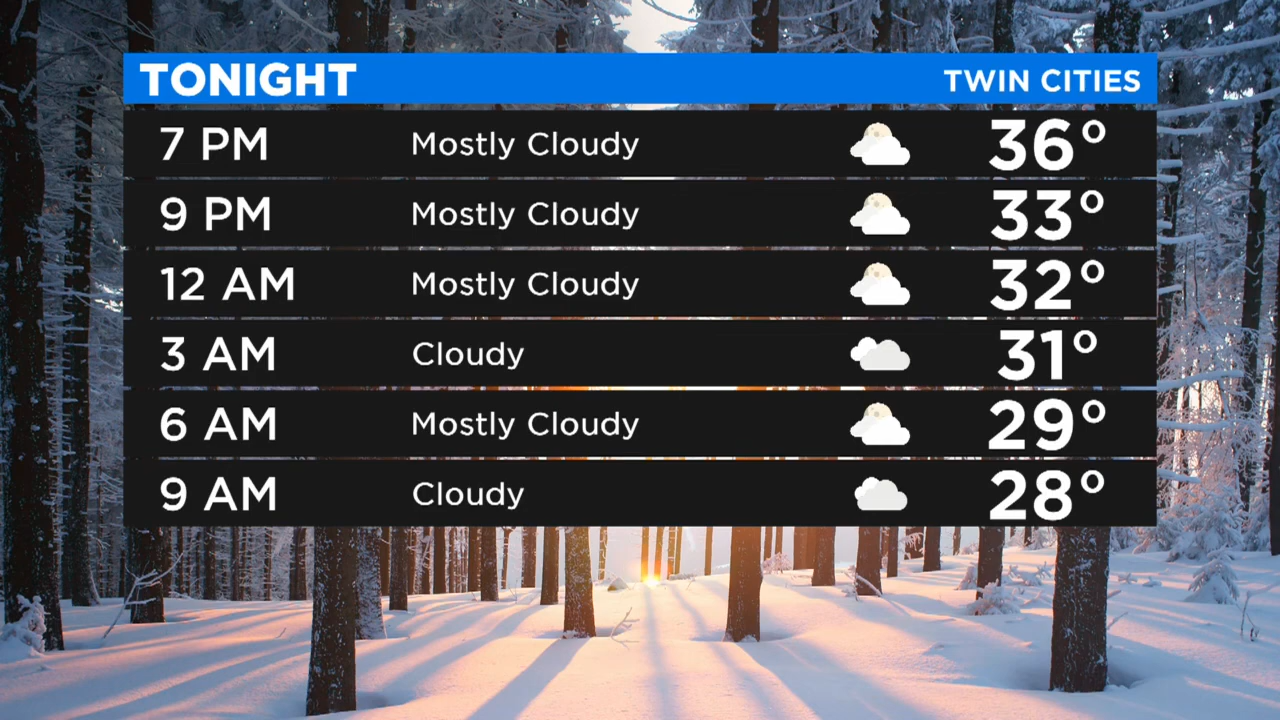 TONIGHT TWIN CITIES
7 PM Mostly Cloudy 36°
9 PM Mostly Cloudy 33°
12 AM Mostly Cloudy 32°
3 AM Cloudy 31°
6 AM Mostly Cloudy 29°
9 AM Cloudy 28°